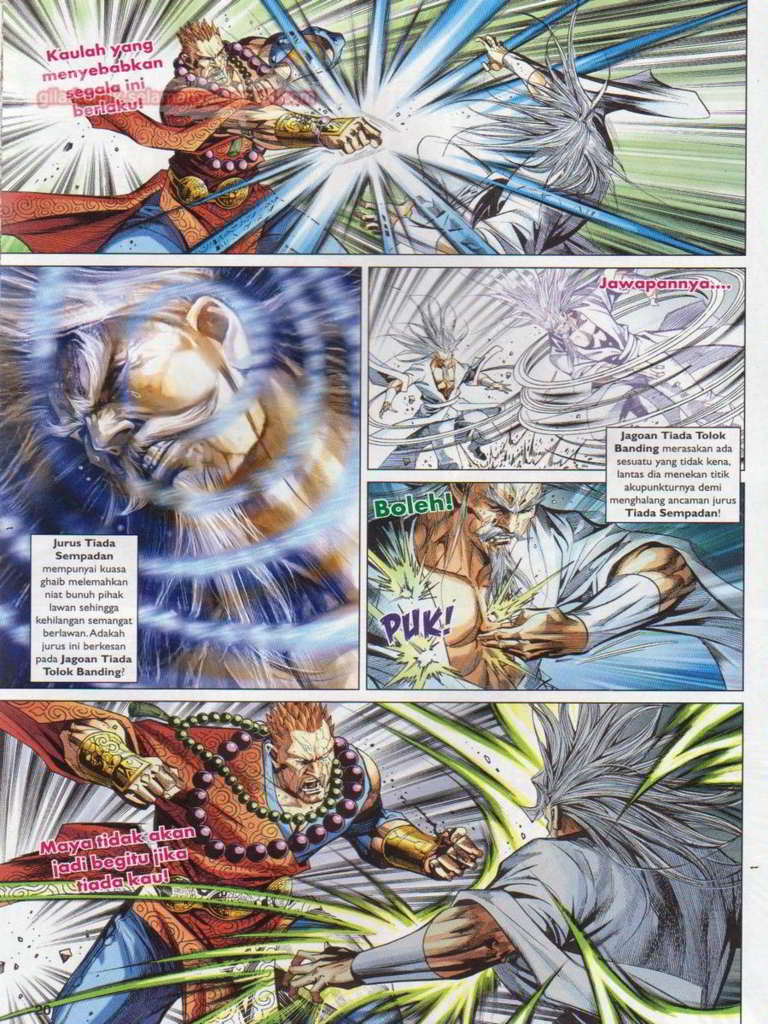 Kaulah yang
menyebabkan
segala ini
berlaku!
Jawapannya....
Jurus Tiada
Sempadan
mempunyai kuasa
ghaib melemahkan
niat bunuh pihak
lawan sehingga
kehilangan semangat
berlawan. Adakah
jurus ini berkesan
pada Jagoan Tiada
Tolok Banding?
Jagoan Tiada Tolok
Banding merasakan ada
sesuatu yang tidak kena,
lantas dia menekan titik
akupunkturnya demi
menghalang ancaman jurus
Tiada Sempadan!
Boleh!
PUK!
Maya tidak akan
jadi begitu jika
tiada kau!
20